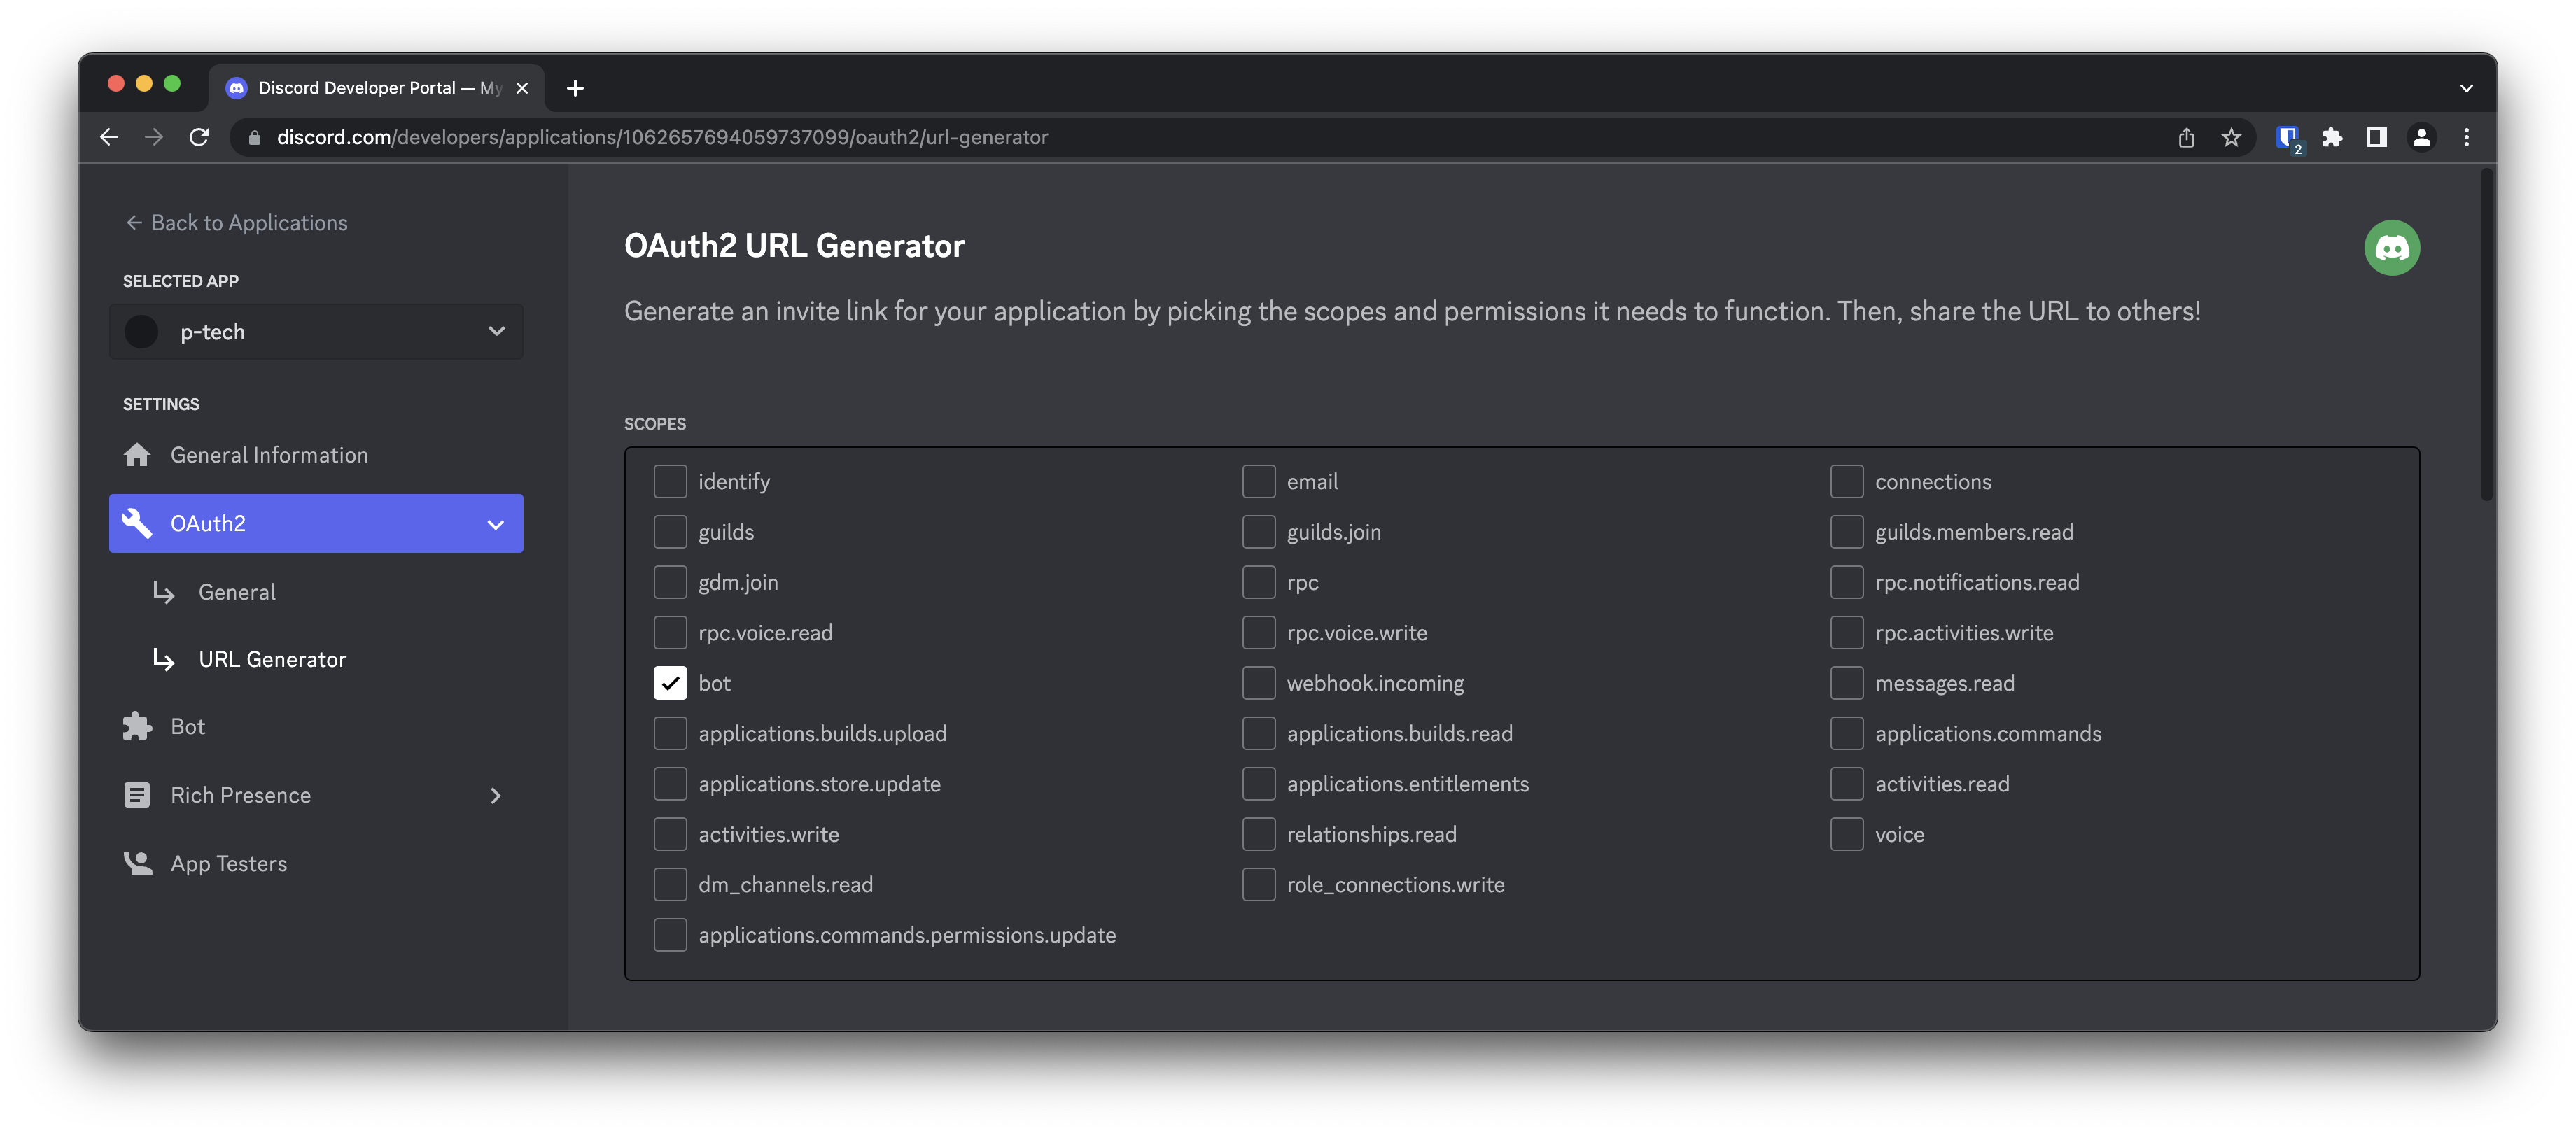 Discord Developer Portal — My
discord.com/developers/applications/1062657694059737099/oauth2/url-generator
2
← Back to Applications
SELECTED APP
p-tech
SETTINGS
General Information
OAuth2
General
URL Generator
Bot
Rich Presence
App Testers
OAuth2 URL Generator
Generate an invite link for your application by picking the scopes and permissions it needs to function. Then, share the URL to others!
SCOPES
identify email connections
guilds guilds.join guilds.members.read
gdm.join rpc rpc.notifications.read
rpc.voice.read rpc.voice.write rpc.activities.write
bot webhook.incoming messages.read
applications.builds.upload applications.builds.read applications.commands
applications.store.update applications.entitlements activities.read
activities.write relationships.read voice
dm_channels.read role_connections.write
applications.commands.permissions.update